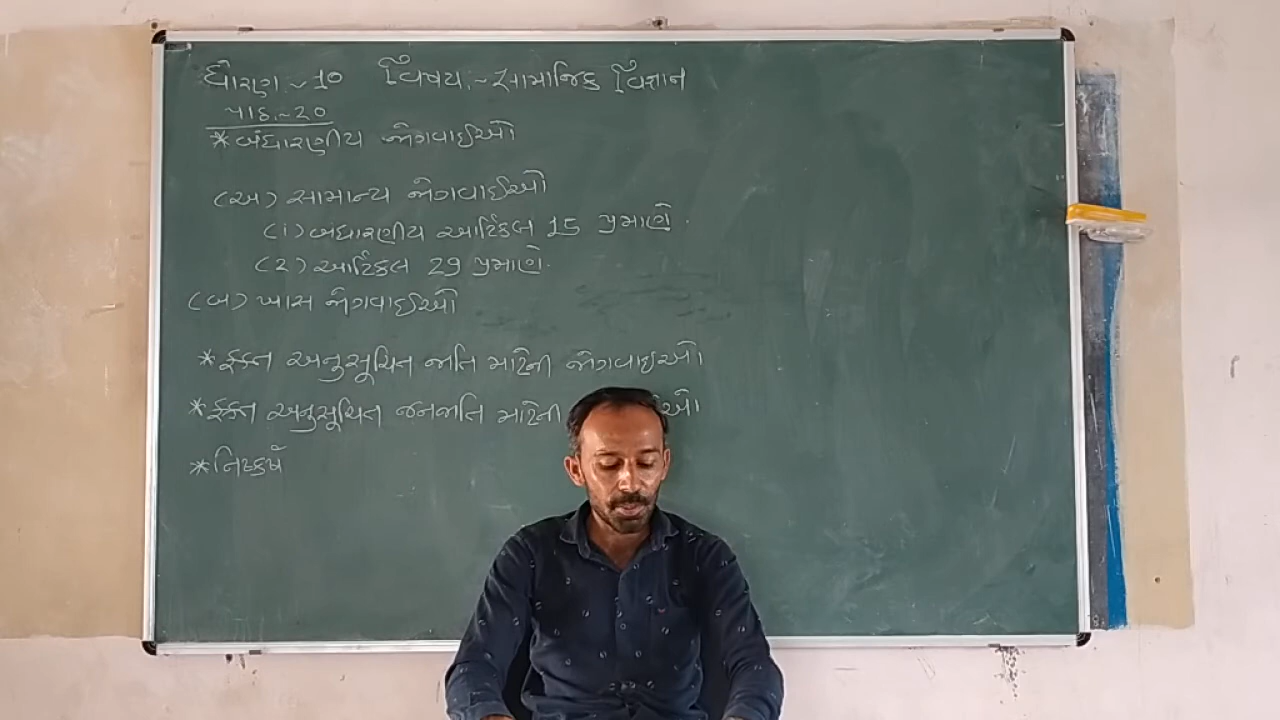 ધોરણ ~ 10 વિષય :~ સામાજિક વિજ્ઞાન
પાઠ :~ 20
* બંધારણીય જોગવાઈઓ
(અ) સામાન્ય જોગવાઈઓ
(1) બંધારણીય આર્ટિકલ 15 પ્રમાણે .
(2) આર્ટિકલ 29 પ્રમાણે.
(બ) ખાસ જોગવાઈઓ
* ફક્ત અનુસૂચિત જાતિ માટેની જોગવાઇઓ
* ફક્ત અનુસૂચિત જનજાતિ માટેની
* નિષ્કર્ષ